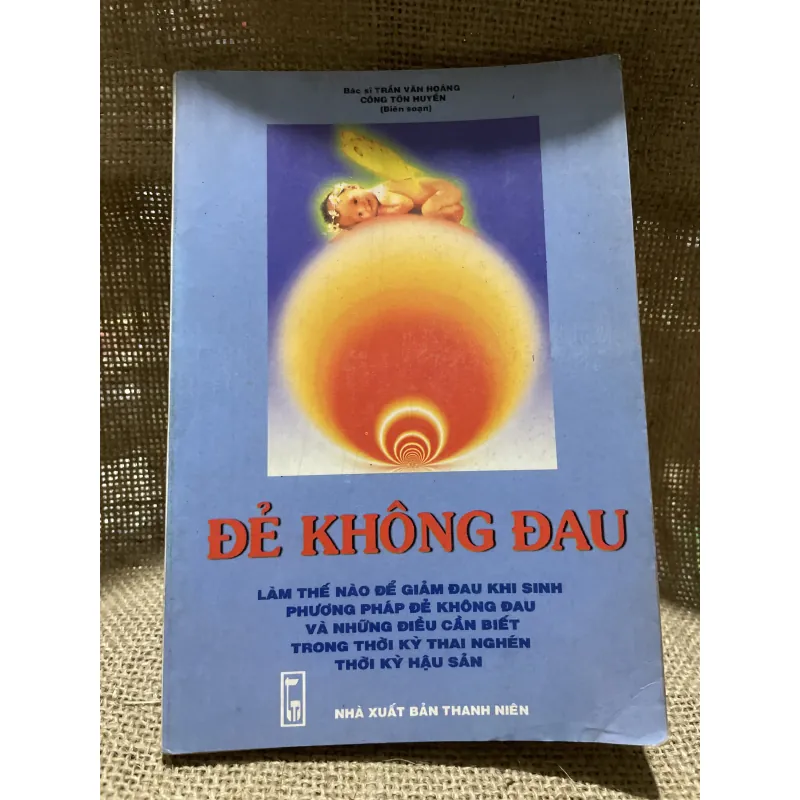 Bác sĩ TRẦN VĂN HOÀNG
CÔNG TÔN HUYỀN
(Biên soạn)
ĐẺ KHÔNG ĐAU
LÀM THẾ NÀO ĐỂ GIẢM ĐAU KHI SINH
PHƯƠNG PHÁP ĐẺ KHÔNG ĐAU
VÀ NHỮNG ĐIỀU CẦN BIẾT
TRONG THỜI KỲ THAI NGHÉN
THỜI KỲ HẬU SẢN
NHÀ XUẤT BẢN THANH NIÊN